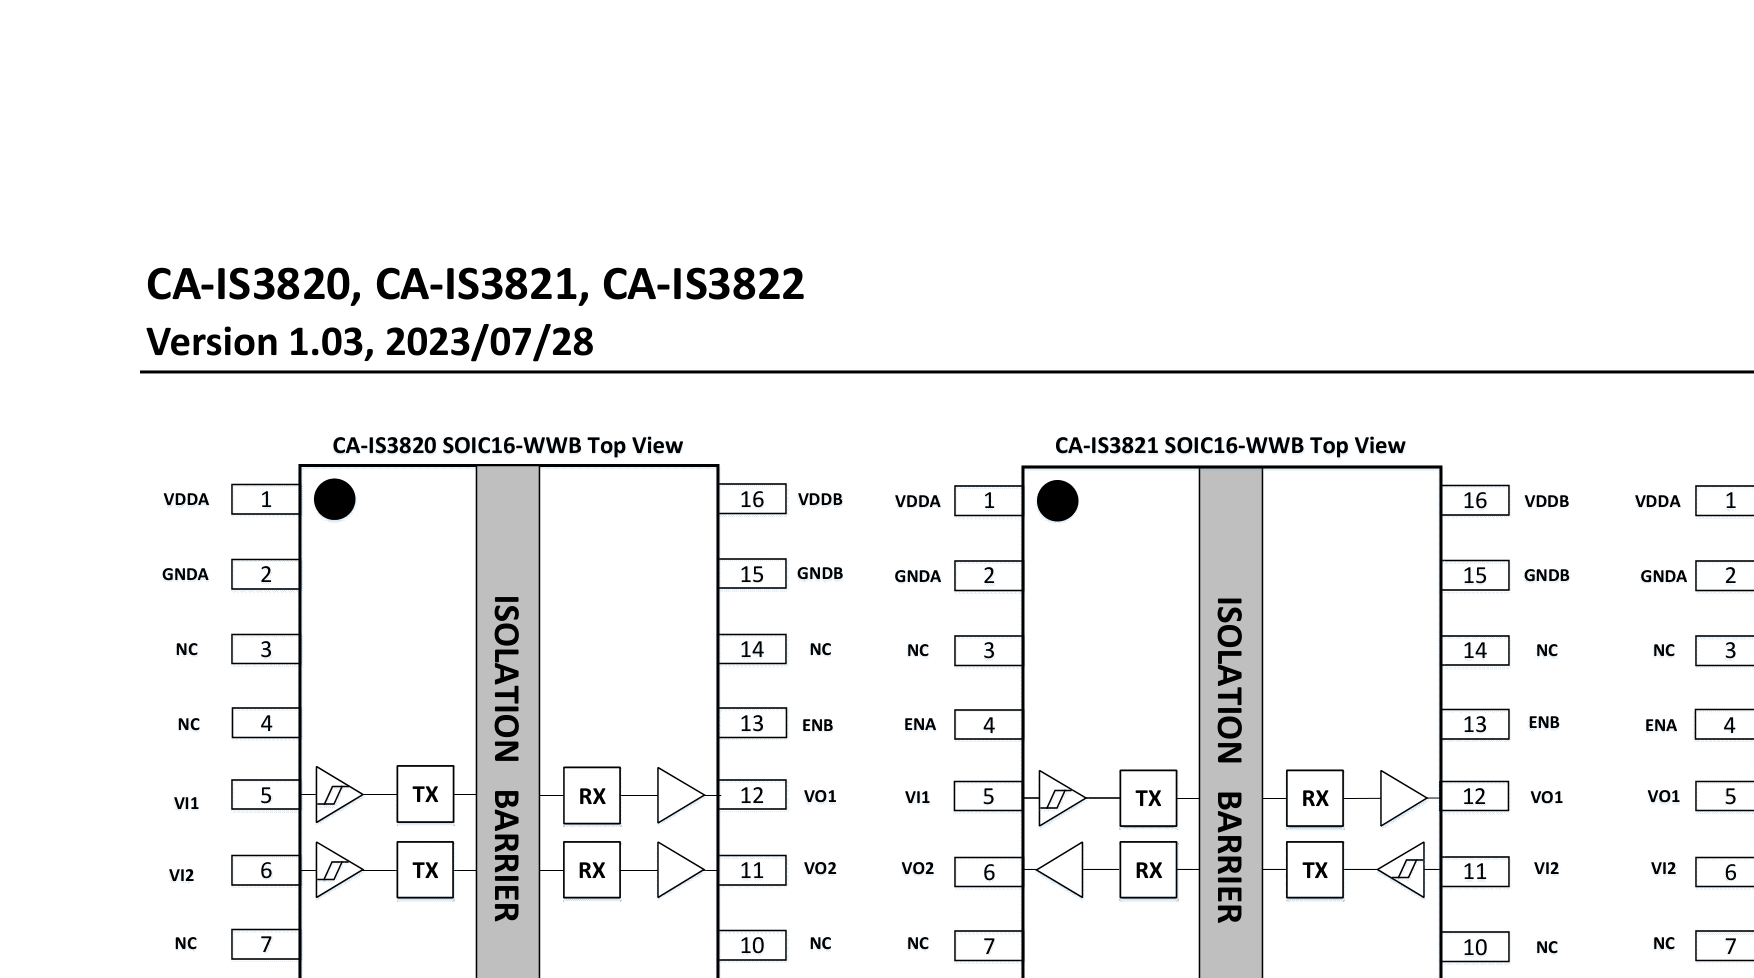 CA-IS3820, CA-IS3821, CA-IS3822
Version 1.03, 2023/07/28
CA-IS3820 SOIC16-WWB Top View
VDDA 1 16 VDDB
GNDA 2 15 GNDB
NC 3 14 NC
NC 4 13 ENB
VI1 5 TX RX 12 VO1
VI2 6 TX RX 11 VO2
NC 7 10 NC
ISOLATION BARRIER
CA-IS3821 SOIC16-WWB Top View
VDDA 1 16 VDDB
GNDA 2 15 GNDB
NC 3 14 NC
ENA 4 13 ENB
VI1 5 TX RX 12 VO1
VO2 6 RX TX 11 VI2
NC 7 10 NC
ISOLATION BARRIER
VDDA 1
GNDA 2
NC 3
ENA 4
VO1 5
VI2 6
NC 7